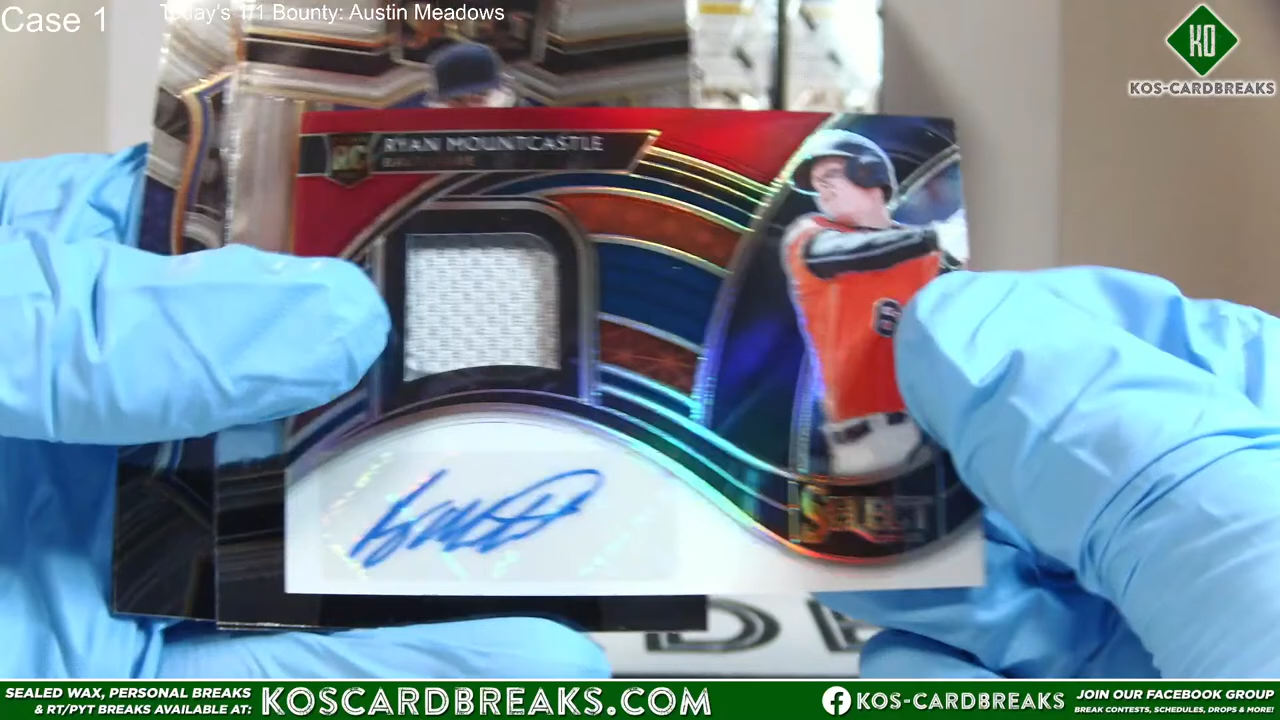 Case 1
Today's 1/1 Bounty: Austin Meadows
KO
KOS-CARDBREAKS
RC
RYAN MOUNTCASTLE
6
SELECT
SEALED WAX, PERSONAL BREAKS
& RT/PYT BREAKS AVAILABLE AT:
KOSCARDBREAKS.COM
KOS-CARDBREAKS
JOIN OUR FACEBOOK GROUP
BREAK CONTESTS, SCHEDULES, DROPS & MORE!